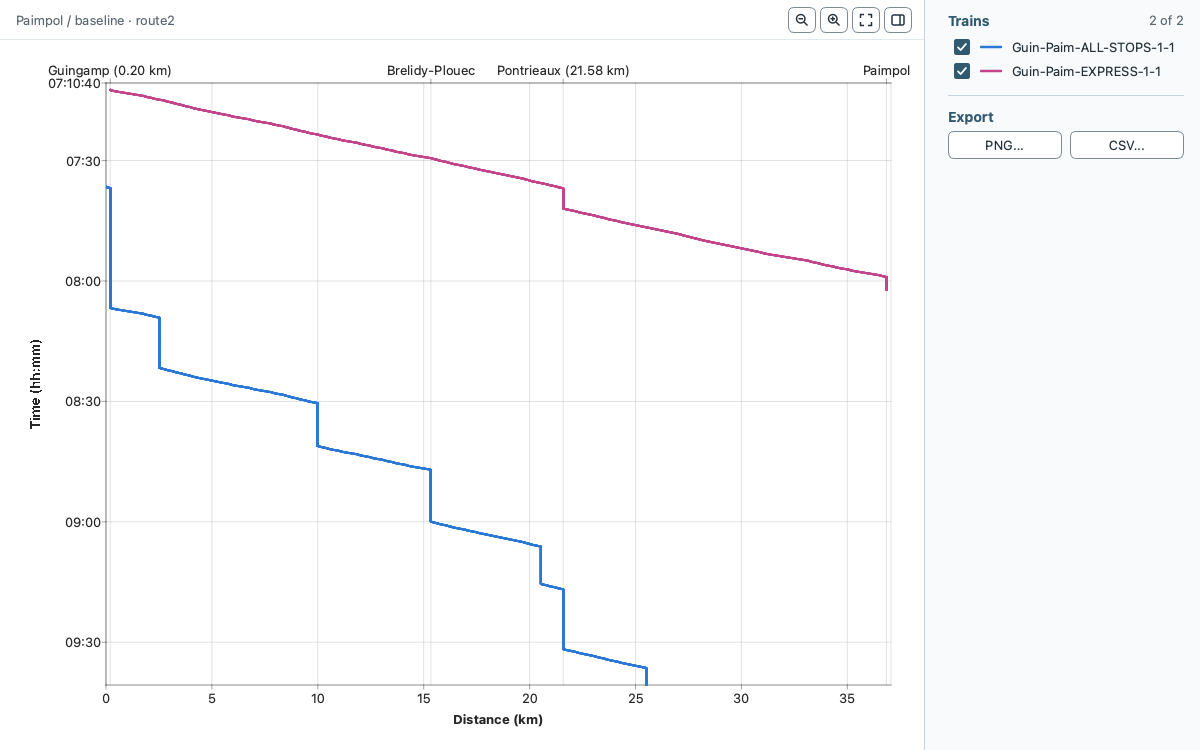 Paimpol / baseline · route2
Trains
2 of 2
Guin-Paim-ALL-STOPS-1-1
Guin-Paim-EXPRESS-1-1
Export
PNG...
CSV...
Guingamp (0.20 km)
Brelidy-Plouec
Pontrieaux (21.58 km)
Paimpol
07:10:40
07:30
08:00
08:30
09:00
09:30
Time (hh:mm)
0
5
10
15
20
25
30
35
Distance (km)